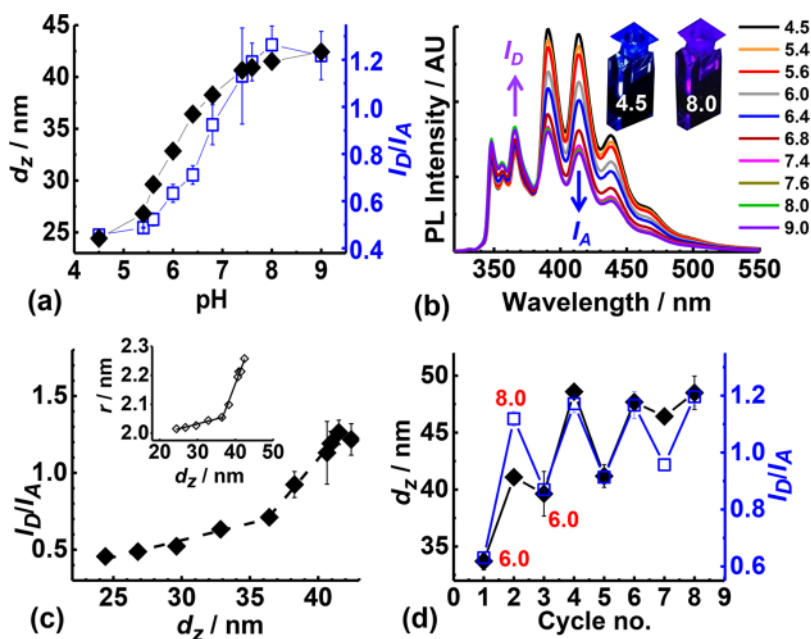 45
40
35
30
25
d_z / nm
4 5 6 7 8 9
pH
1.2
1.0
0.8
0.6
0.4
I_D/I_A
(a)
PL Intensity / AU
I_D
I_A
4.5
8.0
4.5
5.4
5.6
6.0
6.4
6.8
7.4
7.6
8.0
9.0
350 400 450 500 550
Wavelength / nm
(b)
1.5
1.0
0.5
I_D/I_A
2.3
2.2
2.1
2.0
r / nm
20 30 40 50
d_z / nm
25 30 35 40
d_z / nm
(c)
50
45
40
35
d_z / nm
8.0
6.0
6.0
0 1 2 3 4 5 6 7 8 9
Cycle no.
1.2
1.0
0.8
0.6
I_D/I_A
(d)